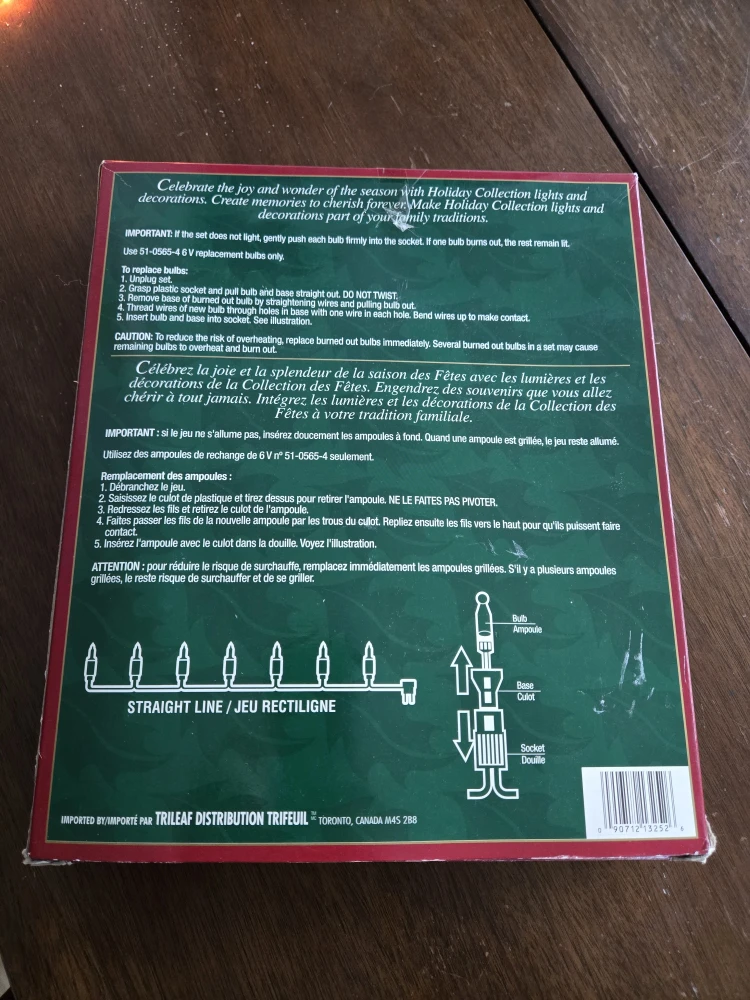 Celebrate the joy and wonder of the season with Holiday Collection lights and
decorations. Create memories to cherish forever. Make Holiday Collection lights and
decorations part of your family traditions.
IMPORTANT: If the set does not light, gently push each bulb firmly into the socket. If one bulb burns out, the rest remain lit.
Use 51-0565-4 6 V replacement bulbs only.
To replace bulbs:
1. Unplug set.
2. Grasp plastic socket and pull bulb and base straight out. DO NOT TWIST.
3. Remove base of burned out bulb by straightening wires and pulling bulb out.
4. Thread wires of new bulb through holes in base with one wire in each hole. Bend wires up to make contact.
5. Insert bulb and base into socket. See illustration.
CAUTION: To reduce the risk of overheating, replace burned out bulbs immediately. Several burned out bulbs in a set may cause
remaining bulbs to overheat and burn out.
Célébrez la joie et la splendeur de la saison des Fêtes avec les lumières et les
décorations de la Collection des Fêtes. Engendrez des souvenirs que vous allez
chérir à tout jamais. Intégrez les lumières et les décorations de la Collection des
Fêtes à votre tradition familiale.
IMPORTANT : si le jeu ne s'allume pas, insérez doucement les ampoules à fond. Quand une ampoule est grillée, le jeu reste allumé.
Utilisez des ampoules de rechange de 6 V nº 51-0565-4 seulement.
Remplacement des ampoules :
1. Débranchez le jeu.
2. Saisissez le culot de plastique et tirez dessus pour retirer l'ampoule. NE LE FAITES PAS PIVOTER.
3. Redressez les fils et retirez le culot de l'ampoule.
4. Faites passer les fils de la nouvelle ampoule par les trous du culot. Repliez ensuite les fils vers le haut pour qu'ils puissent faire
contact.
5. Insérez l'ampoule avec le culot dans la douille. Voyez l'illustration.
ATTENTION : pour réduire le risque de surchauffe, remplacez immédiatement les ampoules grillées. S'il y a plusieurs ampoules
grillées, le reste risque de surchauffer et de se griller.
Bulb
Ampoule
Base
Culot
Socket
Douille
STRAIGHT LINE / JEU RECTILIGNE
IMPORTED BY/IMPORTÉ PAR TRILEAF DISTRIBUTION TRIFEUIL TM MC TORONTO, CANADA M4S 2B8
0 90712 13252 6